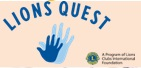 LIONS QUEST
A Program of Lions
Clubs International
Foundation